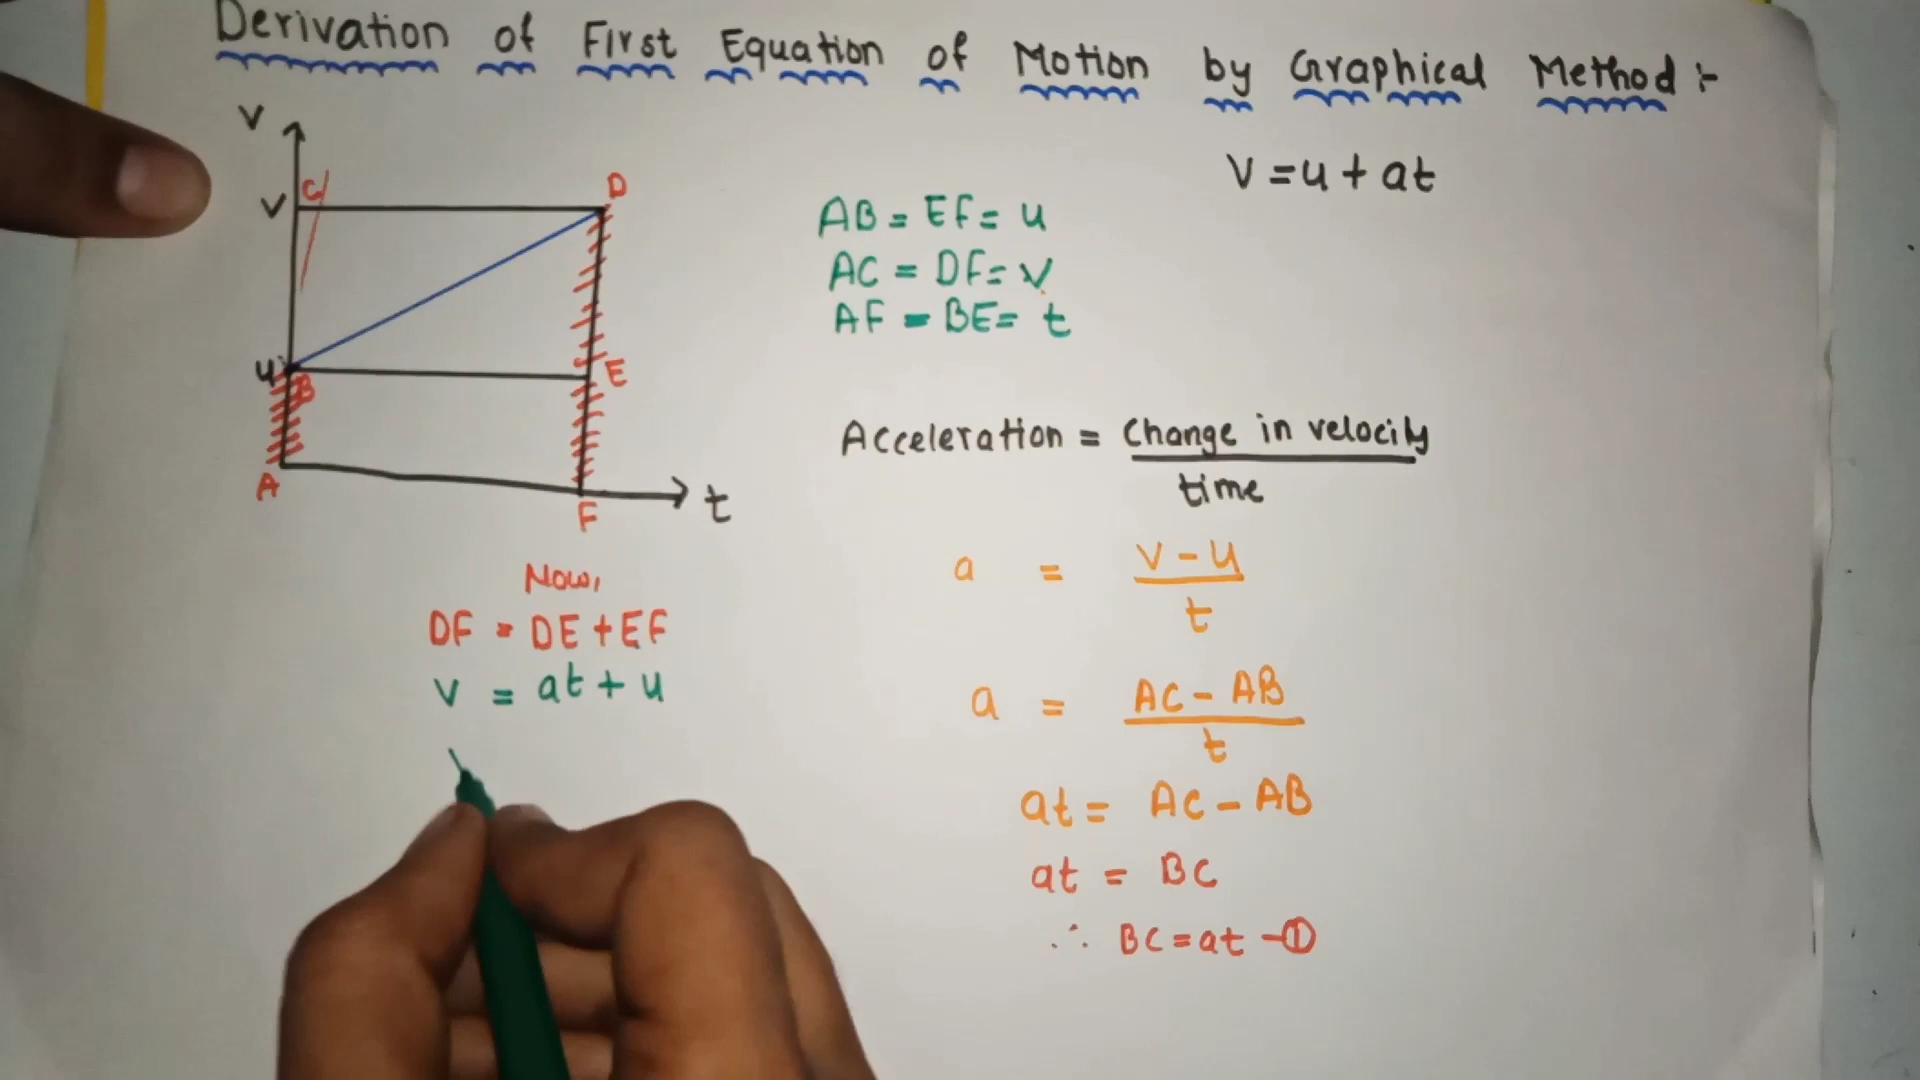 Derivation of First Equation of Motion by Graphical Method :-
V = u + at
V
V
C
D
u
B
E
A
F
t
AB = EF = u
AC = DF = V
AF = BE = t
Acceleration = Change in velocity
time
a = V - u
t
a = AC - AB
t
at = AC - AB
at = BC
∴ BC = at - ①
Now,
DF = DE + EF
V = at + u